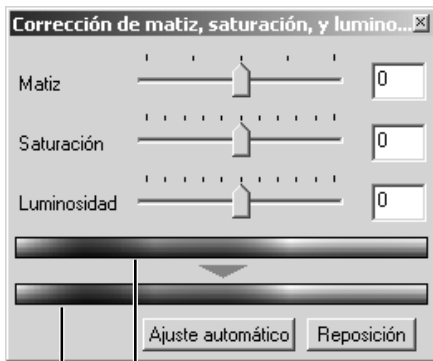 Corrección de matiz, saturación, y lumino...
Matiz 0
Saturación 0
Luminosidad 0
Ajuste automático Reposición